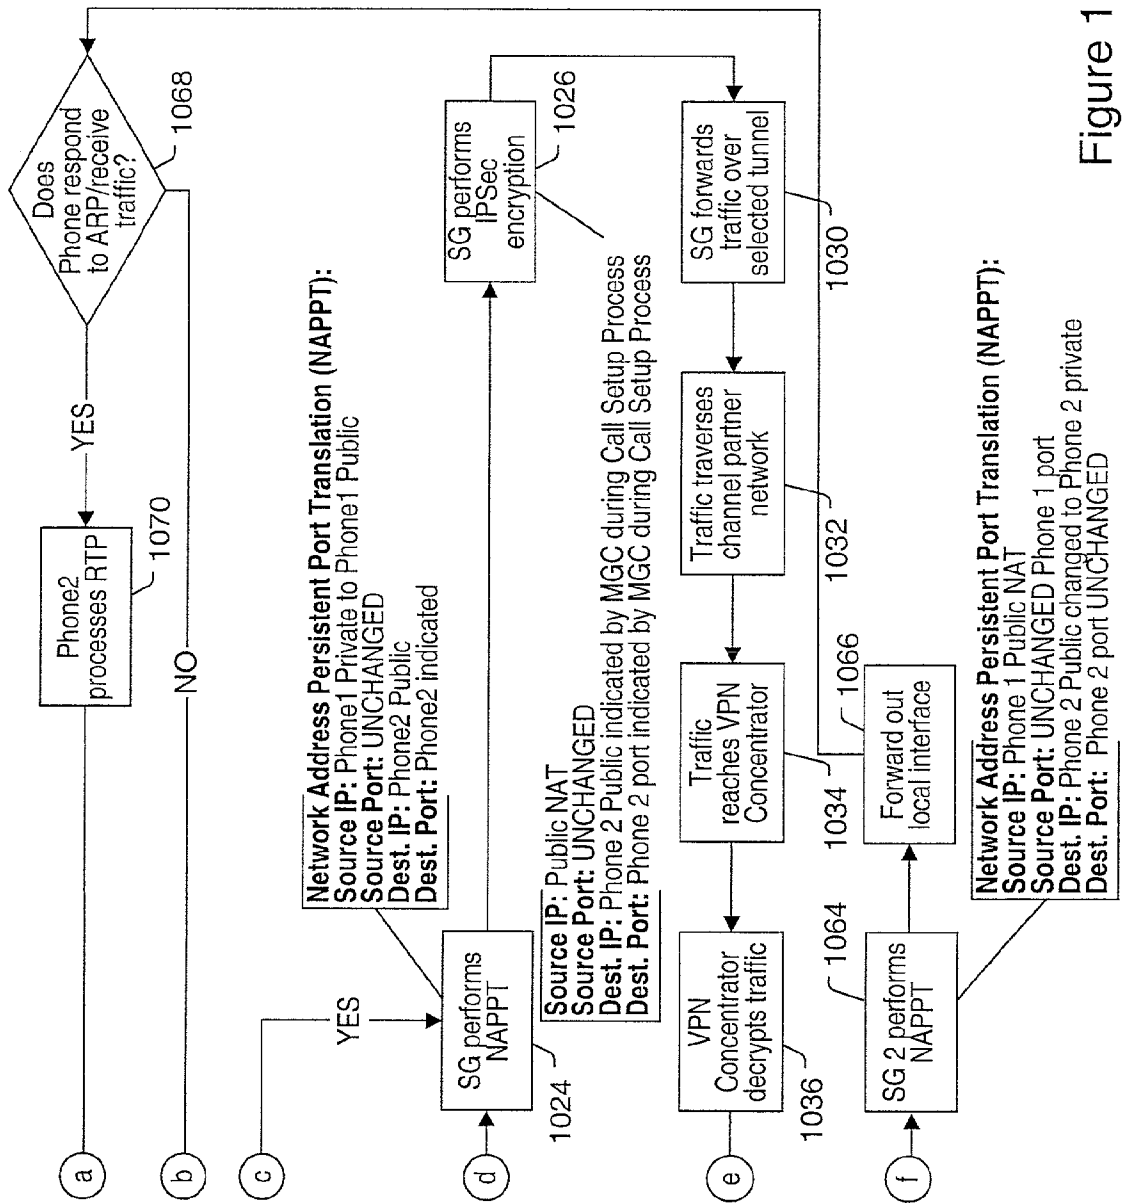 Does
Phone respond
to ARP/receive
traffic?
1068
YES
Phone2
processes RTP
1070
NO
a
b
c
YES
Network Address Persistent Port Translation (NAPPT):
Source IP: Phone1 Private to Phone1 Public
Source Port: UNCHANGED
Dest. IP: Phone2 Public
Dest. Port: Phone2 indicated
d
SG performs
NAPPT
1024
SG performs
IPSec
encryption
1026
Source IP: Public NAT
Source Port: UNCHANGED
Dest. IP: Phone 2 Public indicated by MGC during Call Setup Process
Dest. Port: Phone 2 port indicated by MGC during Call Setup Process
SG forwards
traffic over
selected tunnel
1030
Traffic traverses
channel partner
network
1032
Traffic
reaches VPN
Concentrator
1034
VPN
Concentrator
decrypts traffic
1036
e
f
SG 2 performs
NAPPT
1064
Forward out
local interface
1066
Network Address Persistent Port Translation (NAPPT):
Source IP: Phone 1 Public NAT
Source Port: UNCHANGED Phone 1 port
Dest. IP: Phone 2 Public changed to Phone 2 private
Dest. Port: Phone 2 port UNCHANGED
Figure 1